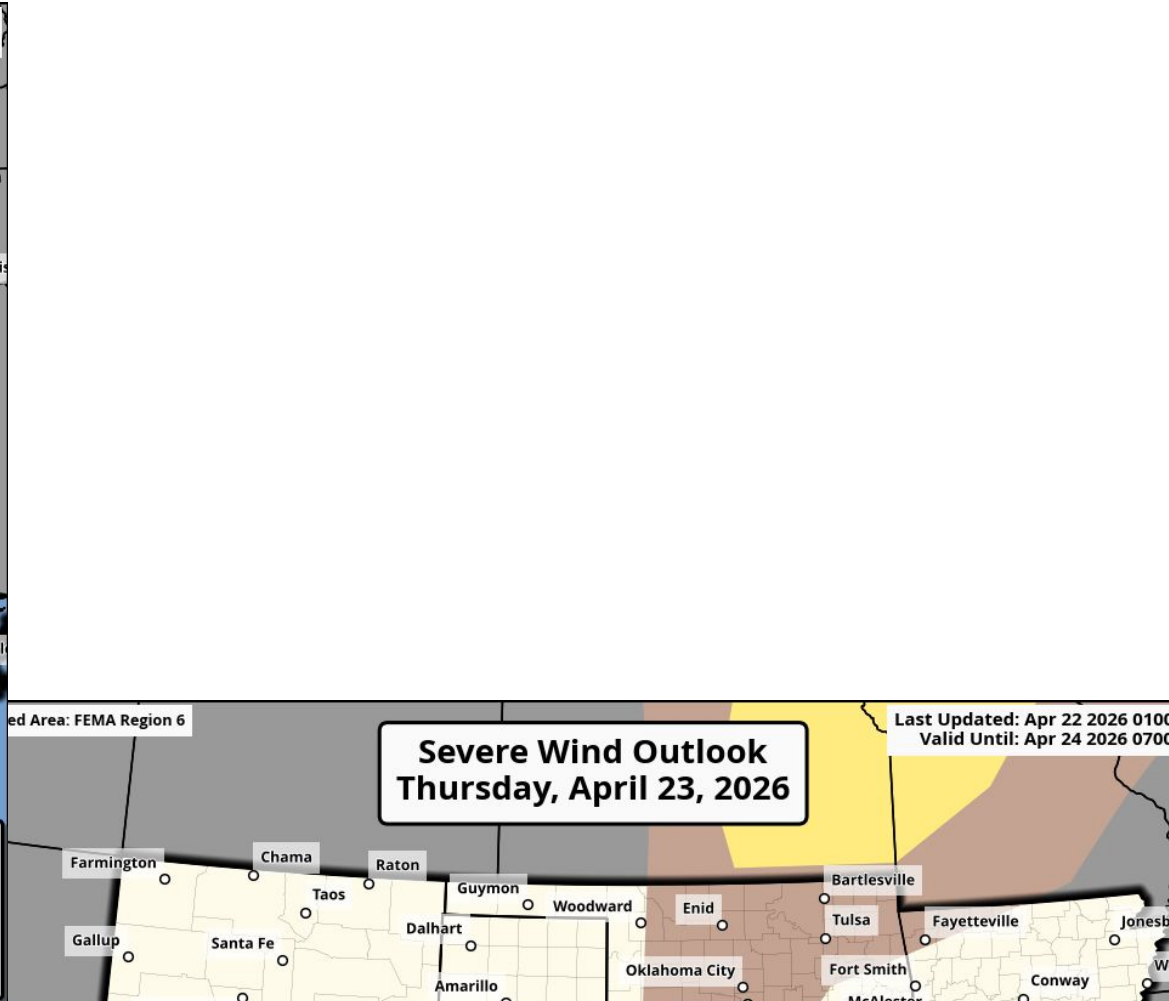 ed Area: FEMA Region 6
Severe Wind Outlook
Thursday, April 23, 2026
Last Updated: Apr 22 2026 0100
Valid Until: Apr 24 2026 0700
Farmington
Chama
Raton
Taos
Guymon
Woodward
Enid
Bartlesville
Tulsa
Fayetteville
Jonesb
Gallup
Santa Fe
Dalhart
Amarillo
Oklahoma City
Fort Smith
McAlester
Conway
W